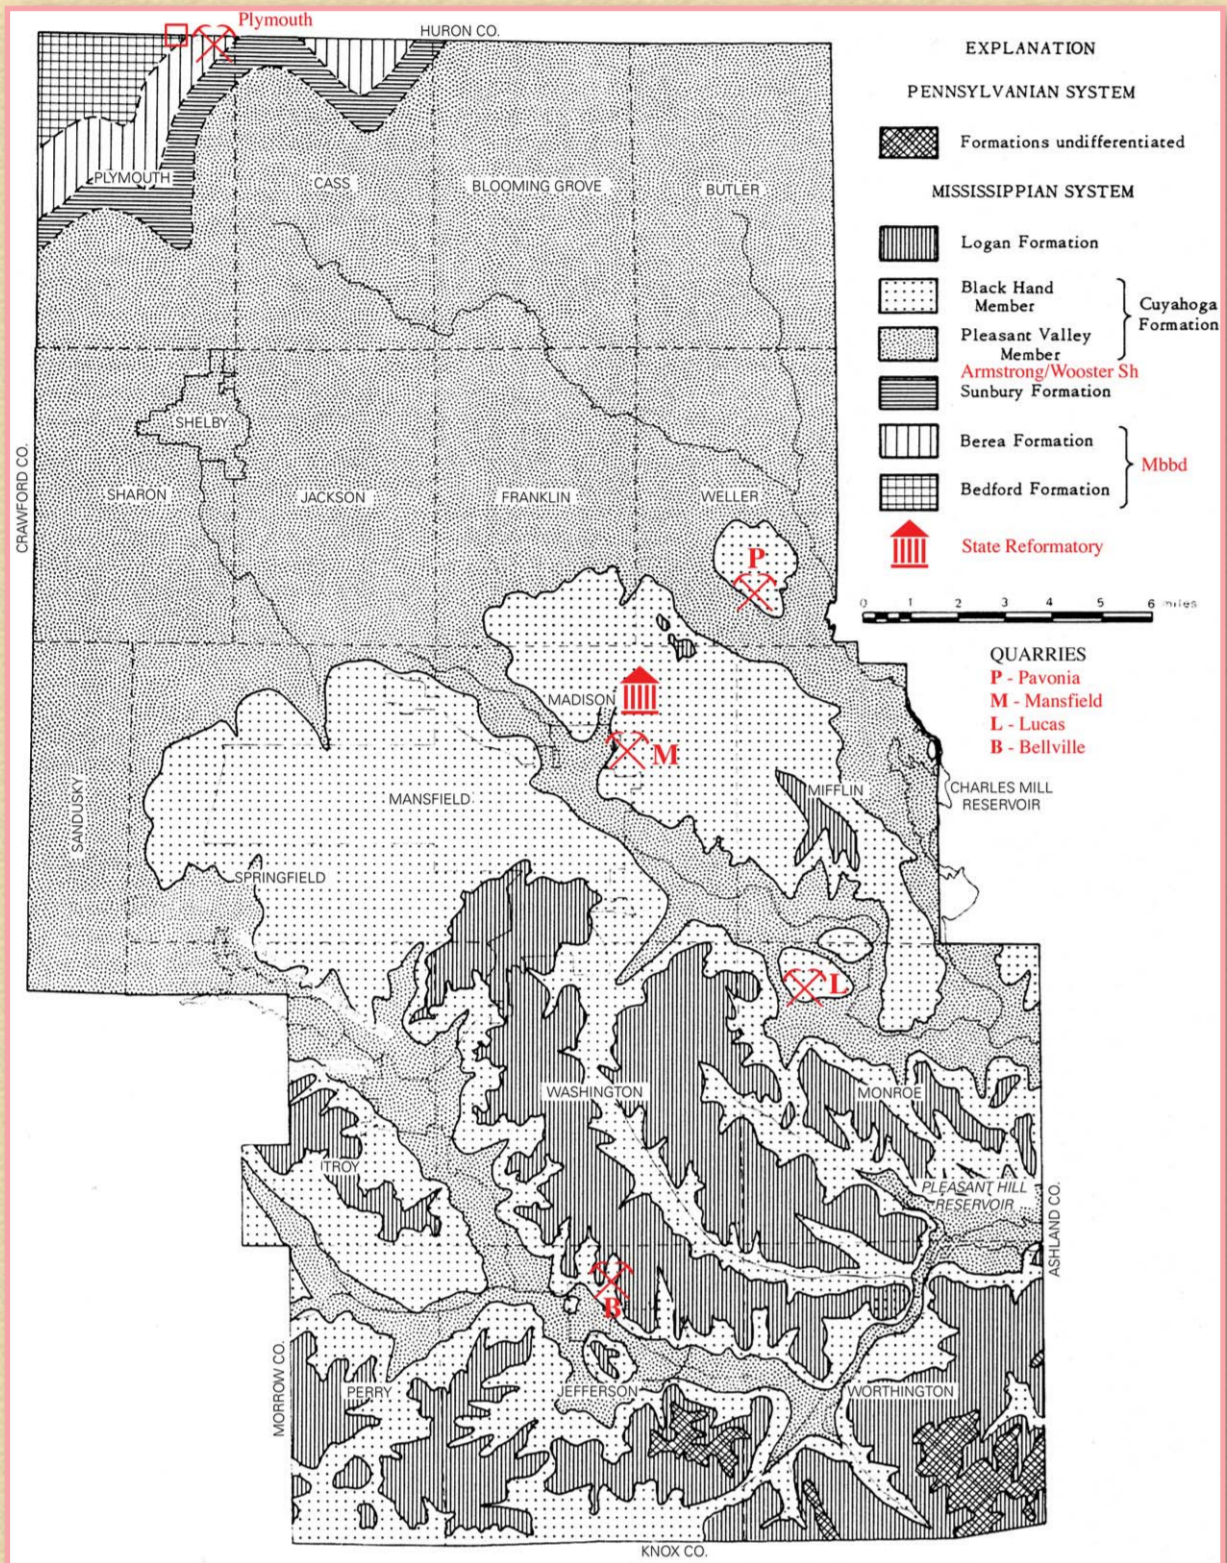 Plymouth
HURON CO.
PLYMOUTH
CASS
BLOOMING GROVE
BUTLER
SHELBY
CRAWFORD CO.
SHARON
JACKSON
FRANKLIN
WELLER
P
MADISON
M
MANSFIELD
MIFFLIN
CHARLES MILL
RESERVOIR
SANDUSKY
SPRINGFIELD
L
WASHINGTON
MONROE
TROY
PLEASANT HILL
RESERVOIR
ASHLAND CO.
B
MORROW CO.
PERRY
JEFFERSON
WORTHINGTON
KNOX CO.
EXPLANATION
PENNSYLVANIAN SYSTEM
Formations undifferentiated
MISSISSIPPIAN SYSTEM
Logan Formation
Black Hand
Member
Pleasant Valley
Member
Cuyahoga
Formation
Armstrong/Wooster Sh
Sunbury Formation
Berea Formation
Bedford Formation
Mbbd
State Reformatory
0 1 2 3 4 5 6 miles
QUARRIES
P - Pavonia
M - Mansfield
L - Lucas
B - Bellville